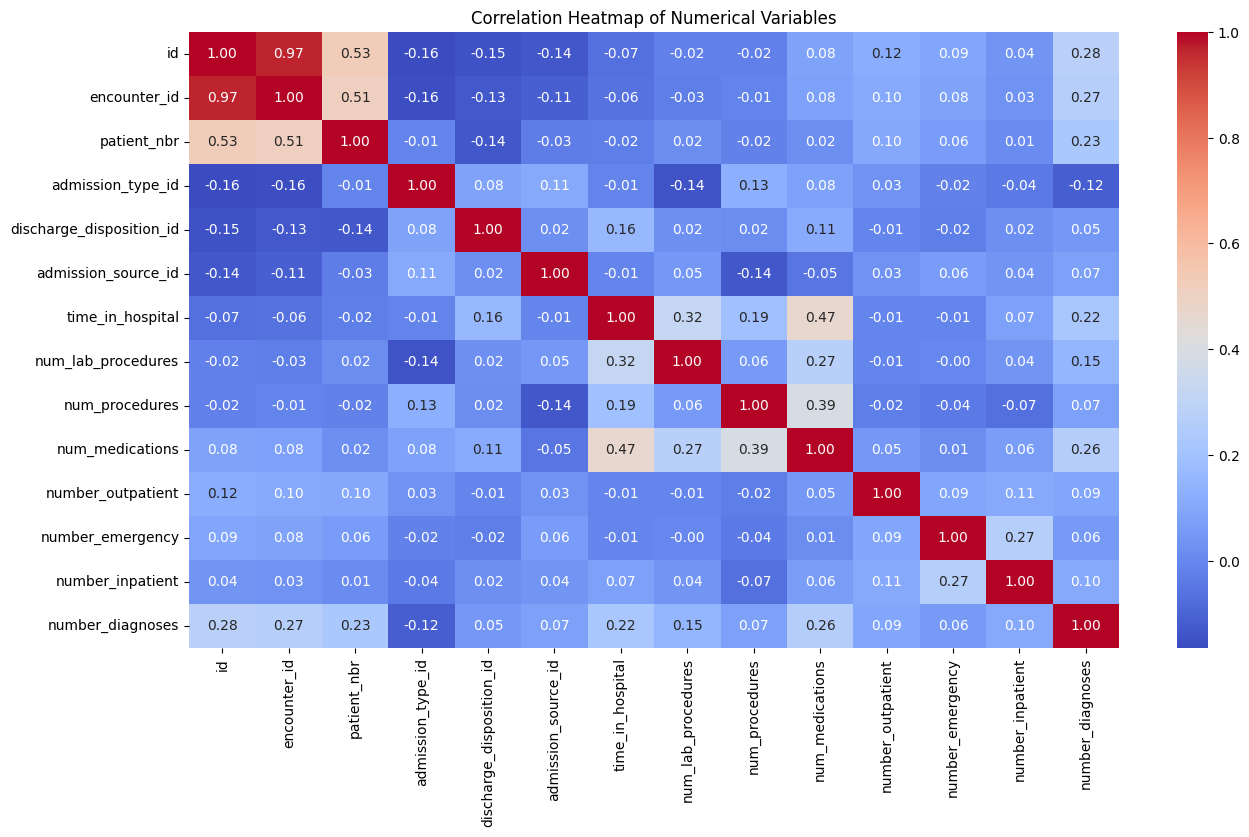 Correlation Heatmap of Numerical Variables
id 1.00 0.97 0.53 -0.16 -0.15 -0.14 -0.07 -0.02 -0.02 0.08 0.12 0.09 0.04 0.28
encounter_id 0.97 1.00 0.51 -0.16 -0.13 -0.11 -0.06 -0.03 -0.01 0.08 0.10 0.08 0.03 0.27
patient_nbr 0.53 0.51 1.00 -0.01 -0.14 -0.03 -0.02 0.02 -0.02 0.02 0.10 0.06 0.01 0.23
admission_type_id -0.16 -0.16 -0.01 1.00 0.08 0.11 -0.01 -0.14 0.13 0.08 0.03 -0.02 -0.04 -0.12
discharge_disposition_id -0.15 -0.13 -0.14 0.08 1.00 0.02 0.16 0.02 0.02 0.11 -0.01 -0.02 0.02 0.05
admission_source_id -0.14 -0.11 -0.03 0.11 0.02 1.00 -0.01 0.05 -0.14 -0.05 0.03 0.06 0.04 0.07
time_in_hospital -0.07 -0.06 -0.02 -0.01 0.16 -0.01 1.00 0.32 0.19 0.47 -0.01 -0.01 0.07 0.22
num_lab_procedures -0.02 -0.03 0.02 -0.14 0.02 0.05 0.32 1.00 0.06 0.27 -0.01 -0.00 0.04 0.15
num_procedures -0.02 -0.01 -0.02 0.13 0.02 -0.14 0.19 0.06 1.00 0.39 -0.02 -0.04 -0.07 0.07
num_medications 0.08 0.08 0.02 0.08 0.11 -0.05 0.47 0.27 0.39 1.00 0.05 0.01 0.06 0.26
number_outpatient 0.12 0.10 0.10 0.03 -0.01 0.03 -0.01 -0.01 -0.02 0.05 1.00 0.09 0.11 0.09
number_emergency 0.09 0.08 0.06 -0.02 -0.02 0.06 -0.01 -0.00 -0.04 0.01 0.09 1.00 0.27 0.06
number_inpatient 0.04 0.03 0.01 -0.04 0.02 0.04 0.07 0.04 -0.07 0.06 0.11 0.27 1.00 0.10
number_diagnoses 0.28 0.27 0.23 -0.12 0.05 0.07 0.22 0.15 0.07 0.26 0.09 0.06 0.10 1.00
id
encounter_id
patient_nbr
admission_type_id
discharge_disposition_id
admission_source_id
time_in_hospital
num_lab_procedures
num_procedures
num_medications
number_outpatient
number_emergency
number_inpatient
number_diagnoses
1.0
0.8
0.6
0.4
0.2
0.0